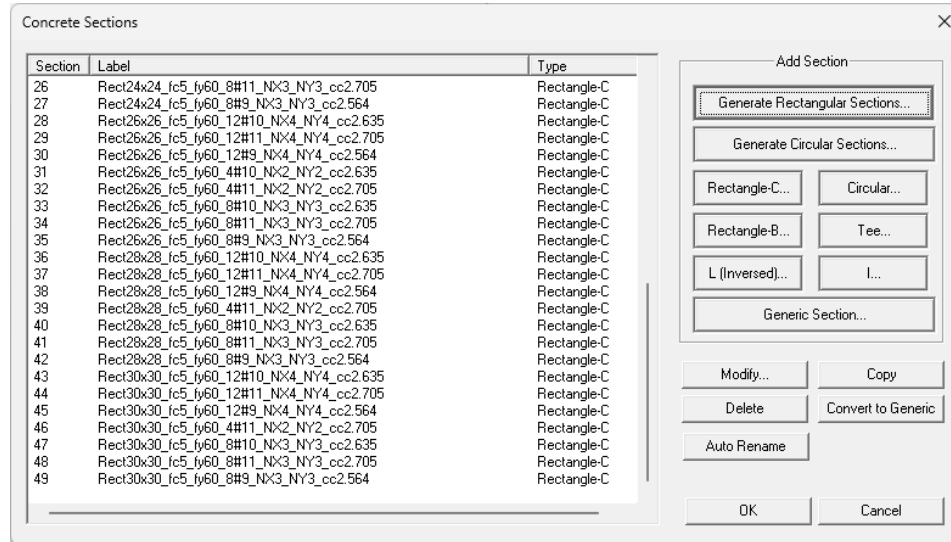 Concrete Sections
Section Label Type
26 Rect24x24_fc5_fy60_8#11_NX3_NY3_cc2.705 Rectangle-C
27 Rect24x24_fc5_fy60_8#9_NX3_NY3_cc2.564 Rectangle-C
28 Rect26x26_fc5_fy60_12#10_NX4_NY4_cc2.635 Rectangle-C
29 Rect26x26_fc5_fy60_12#11_NX4_NY4_cc2.705 Rectangle-C
30 Rect26x26_fc5_fy60_12#9_NX4_NY4_cc2.564 Rectangle-C
31 Rect26x26_fc5_fy60_4#10_NX2_NY2_cc2.635 Rectangle-C
32 Rect26x26_fc5_fy60_4#11_NX2_NY2_cc2.705 Rectangle-C
33 Rect26x26_fc5_fy60_8#10_NX3_NY3_cc2.635 Rectangle-C
34 Rect26x26_fc5_fy60_8#11_NX3_NY3_cc2.705 Rectangle-C
35 Rect26x26_fc5_fy60_8#9_NX3_NY3_cc2.564 Rectangle-C
36 Rect28x28_fc5_fy60_12#10_NX4_NY4_cc2.635 Rectangle-C
37 Rect28x28_fc5_fy60_12#11_NX4_NY4_cc2.705 Rectangle-C
38 Rect28x28_fc5_fy60_12#9_NX4_NY4_cc2.564 Rectangle-C
39 Rect28x28_fc5_fy60_4#11_NX2_NY2_cc2.705 Rectangle-C
40 Rect28x28_fc5_fy60_8#10_NX3_NY3_cc2.635 Rectangle-C
41 Rect28x28_fc5_fy60_8#11_NX3_NY3_cc2.705 Rectangle-C
42 Rect28x28_fc5_fy60_8#9_NX3_NY3_cc2.564 Rectangle-C
43 Rect30x30_fc5_fy60_12#10_NX4_NY4_cc2.635 Rectangle-C
44 Rect30x30_fc5_fy60_12#11_NX4_NY4_cc2.705 Rectangle-C
45 Rect30x30_fc5_fy60_12#9_NX4_NY4_cc2.564 Rectangle-C
46 Rect30x30_fc5_fy60_4#11_NX2_NY2_cc2.705 Rectangle-C
47 Rect30x30_fc5_fy60_8#10_NX3_NY3_cc2.635 Rectangle-C
48 Rect30x30_fc5_fy60_8#11_NX3_NY3_cc2.705 Rectangle-C
49 Rect30x30_fc5_fy60_8#9_NX3_NY3_cc2.564 Rectangle-C
Add Section
Generate Rectangular Sections...
Generate Circular Sections...
Rectangle-C... Circular...
Rectangle-B... Tee...
L (Inversed)... I...
Generic Section...
Modify... Copy
Delete Convert to Generic
Auto Rename
OK Cancel